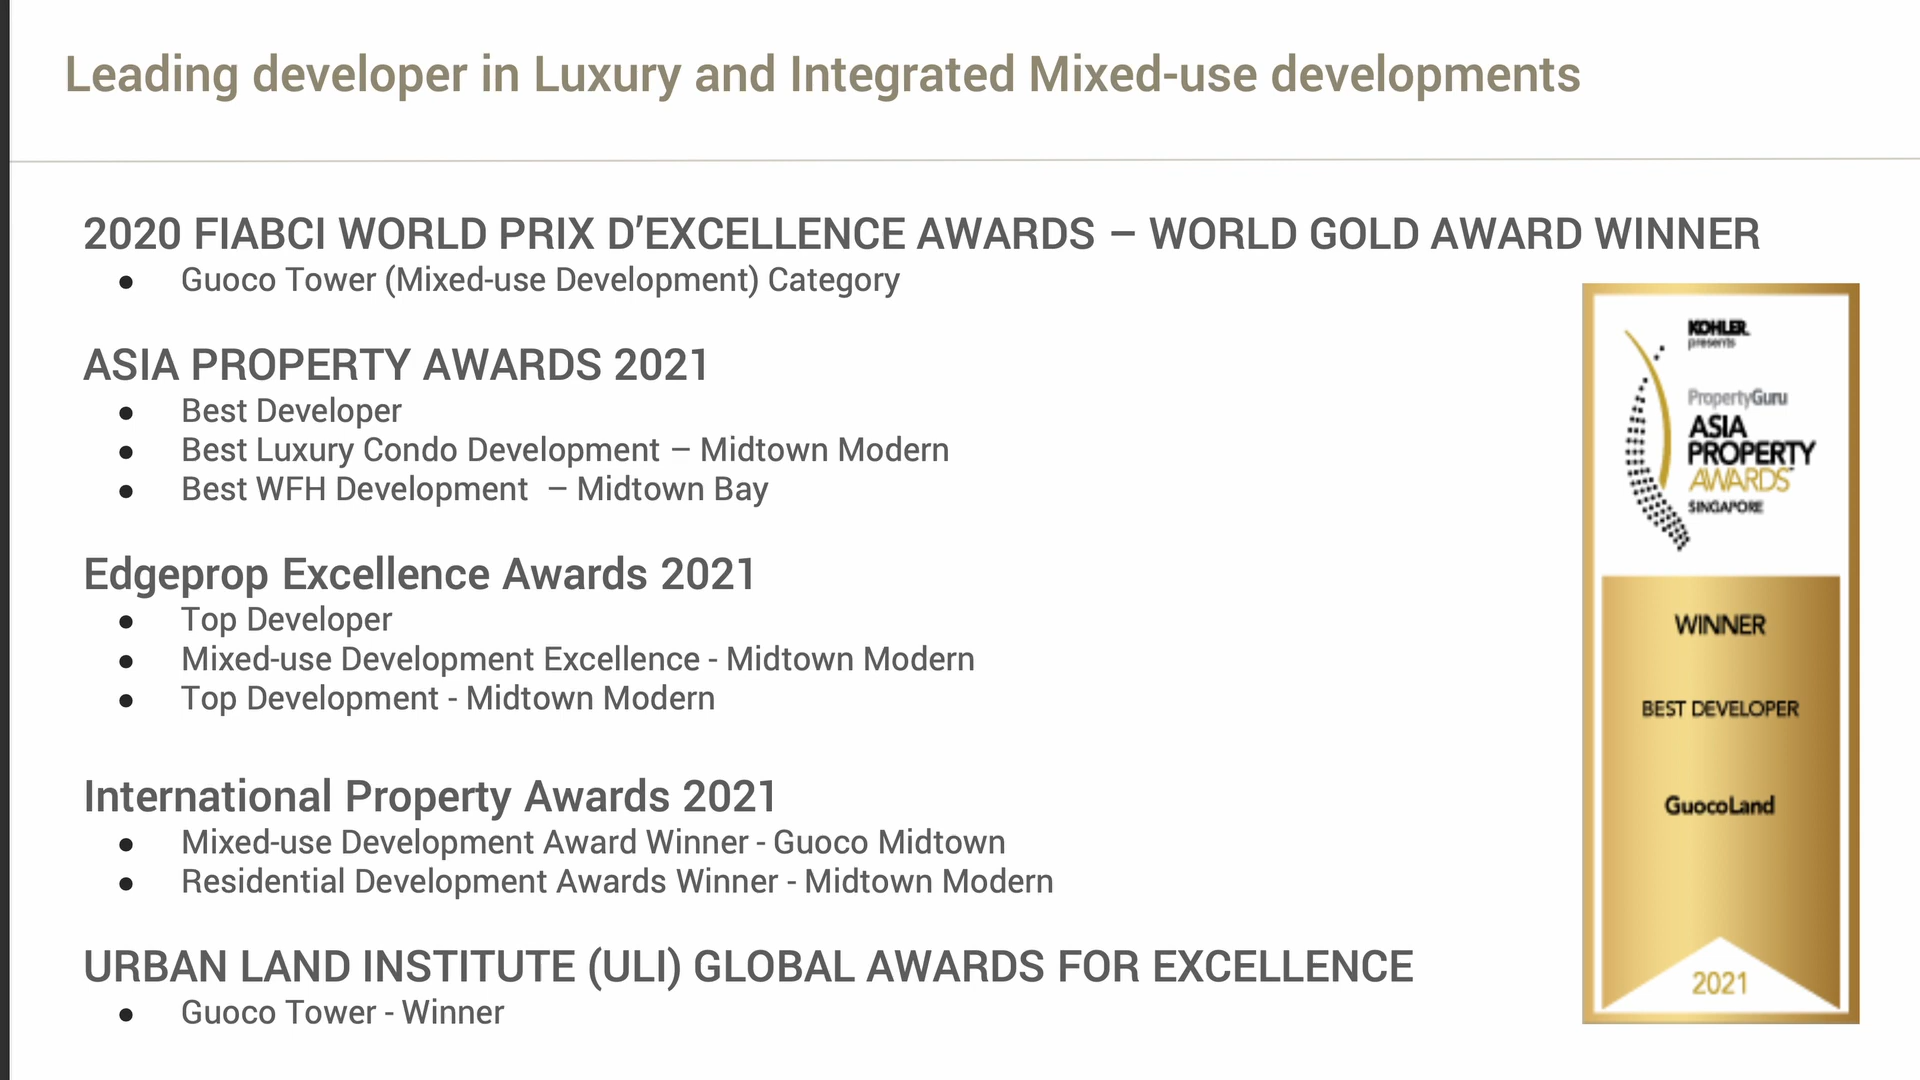 Leading developer in Luxury and Integrated Mixed-use developments
2020 FIABCI WORLD PRIX D’EXCELLENCE AWARDS – WORLD GOLD AWARD WINNER
● Guoco Tower (Mixed-use Development) Category
ASIA PROPERTY AWARDS 2021
● Best Developer
● Best Luxury Condo Development – Midtown Modern
● Best WFH Development – Midtown Bay
Edgeprop Excellence Awards 2021
● Top Developer
● Mixed-use Development Excellence - Midtown Modern
● Top Development - Midtown Modern
International Property Awards 2021
● Mixed-use Development Award Winner - Guoco Midtown
● Residential Development Awards Winner - Midtown Modern
URBAN LAND INSTITUTE (ULI) GLOBAL AWARDS FOR EXCELLENCE
● Guoco Tower - Winner
KOHLER
presents
PropertyGuru
ASIA
PROPERTY
AWARDS
SINGAPORE
WINNER
BEST DEVELOPER
GuocoLand
2021